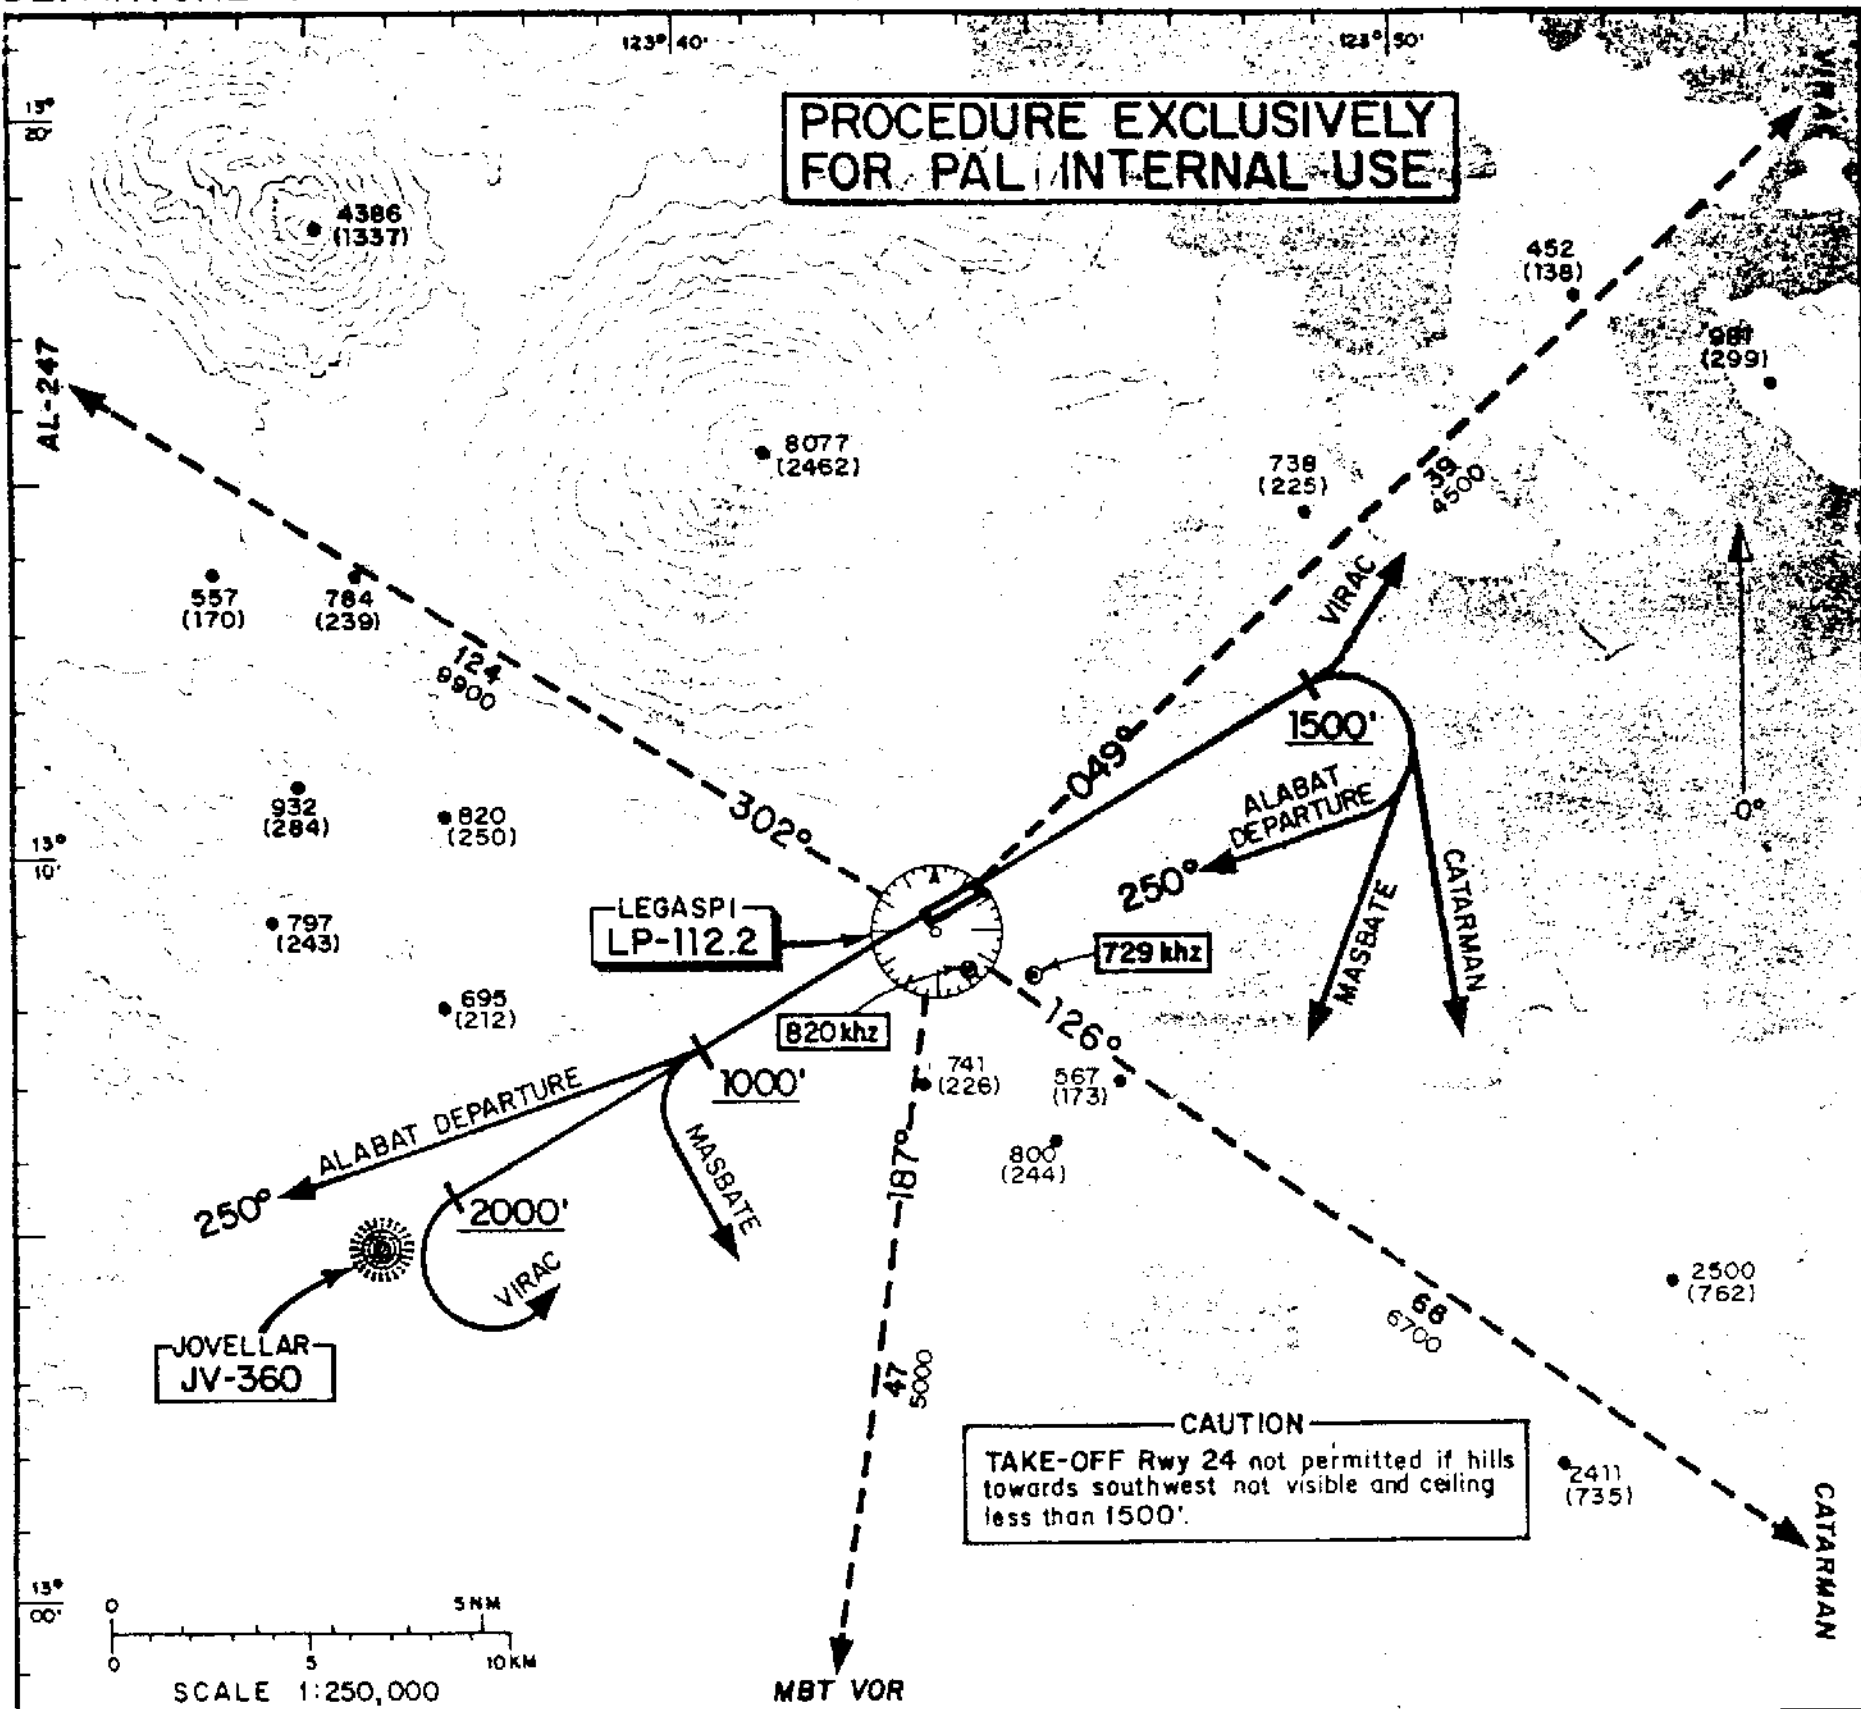 123° 40'
123° 50'
13°
20'
PROCEDURE EXCLUSIVELY
FOR PAL INTERNAL USE
VIRAC
4386
(1337)
452
(138)
981
(299)
AL-247
8077
(2462)
738
(225)
39
4500
557
(170)
784
(239)
VIRAC
124
9900
1500'
049°
302°
ALABAT
DEPARTURE
932
(284)
820
(250)
0°
13°
10'
250°
CATARMAN
MASBATE
LEGASPI
LP-112.2
797
(243)
729 khz
695
(212)
820 khz
126°
741
(226)
567
(173)
1000'
ALABAT DEPARTURE
MASBATE
187°
800
(244)
250°
2000'
VIRAC
2500
(762)
68
6700
JOVELLAR
JV-360
47
5000
CAUTION
TAKE-OFF Rwy 24 not permitted if hills
towards southwest not visible and ceiling
less than 1500'.
2411
(735)
CATARMAN
13°
00'
0
5 NM
0
5
10 KM
SCALE 1:250,000
MBT VOR